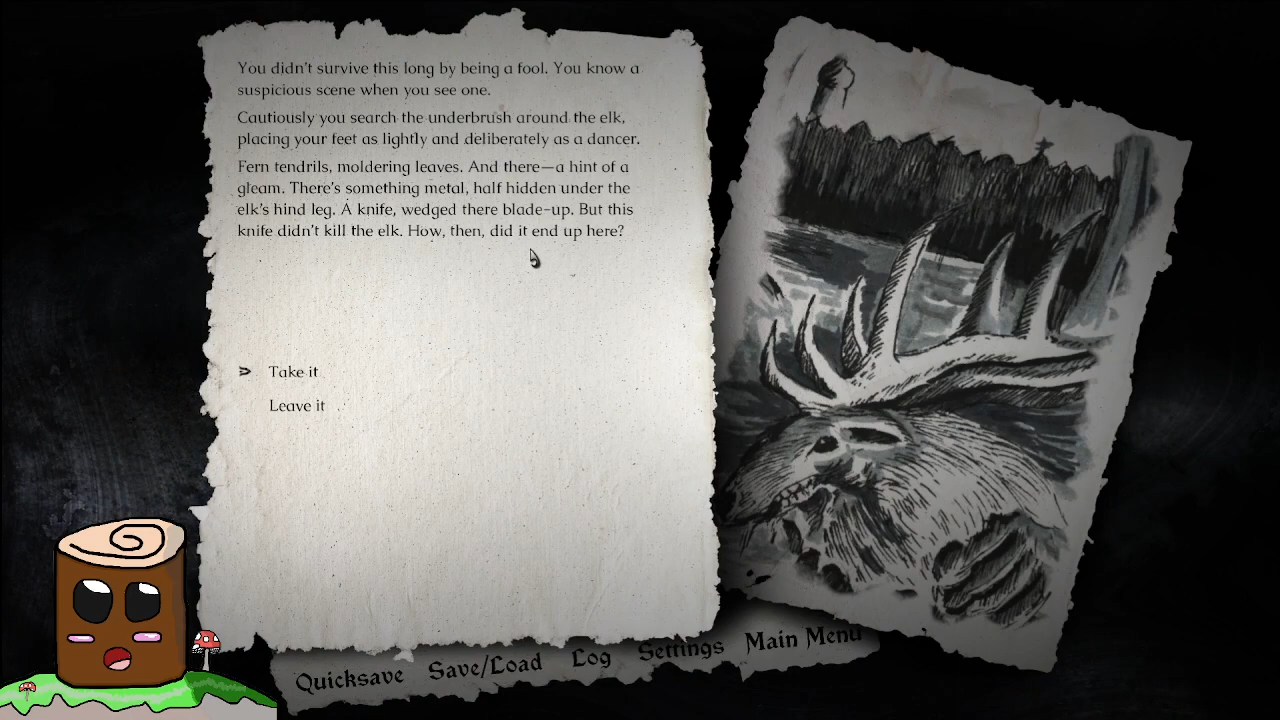 You didn't survive this long by being a fool. You know a
suspicious scene when you see one.
Cautiously you search the underbrush around the elk,
placing your feet as lightly and deliberately as a dancer.
Fern tendrils, moldering leaves. And there—a hint of a
gleam. There's something metal, half hidden under the
elk's hind leg. A knife, wedged there blade-up. But this
knife didn't kill the elk. How, then, did it end up here?
Take it
Leave it
Quicksave Save/Load Log Settings Main Menu